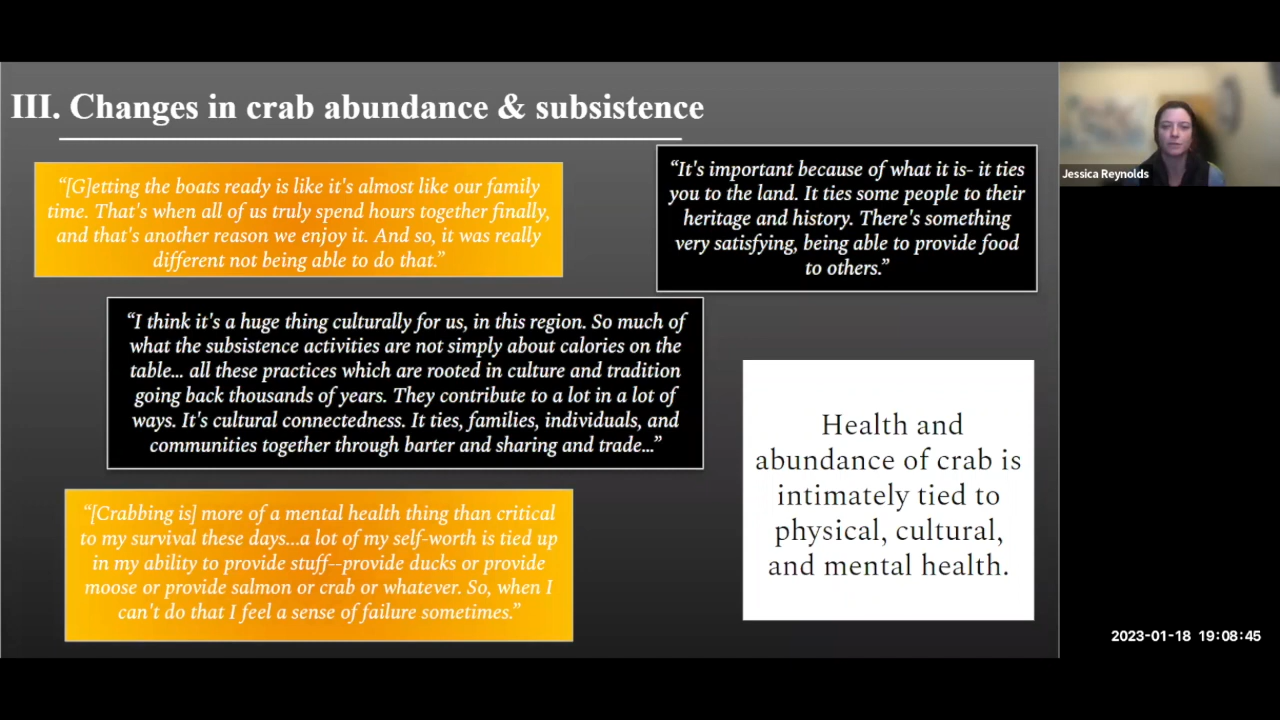 III. Changes in crab abundance & subsistence
“[G]etting the boats ready is like it's almost like our family
time. That's when all of us truly spend hours together finally,
and that's another reason we enjoy it. And so, it was really
different not being able to do that.”
“It's important because of what it is- it ties
you to the land. It ties some people to their
heritage and history. There's something
very satisfying, being able to provide food
to others.”
“I think it's a huge thing culturally for us, in this region. So much of
what the subsistence activities are not simply about calories on the
table... all these practices which are rooted in culture and tradition
going back thousands of years. They contribute to a lot in a lot of
ways. It's cultural connectedness. It ties, families, individuals, and
communities together through barter and sharing and trade...”
“[Crabbing is] more of a mental health thing than critical
to my survival these days...a lot of my self-worth is tied up
in my ability to provide stuff--provide ducks or provide
moose or provide salmon or crab or whatever. So, when I
can't do that I feel a sense of failure sometimes.”
Health and
abundance of crab is
intimately tied to
physical, cultural,
and mental health.
Jessica Reynolds
2023-01-18 19:08:45